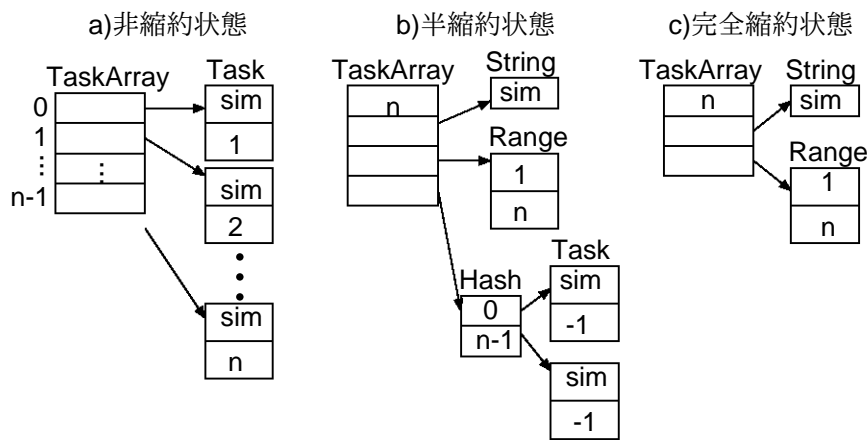 a)非縮約状態
TaskArray
0
1
⋮
n-1
⋮
Task
sim
1
sim
2
sim
n
b)半縮約状態
TaskArray
n
String
sim
Range
1
n
Hash
0
n-1
Task
sim
-1
sim
-1
c)完全縮約状態
TaskArray
n
String
sim
Range
1
n